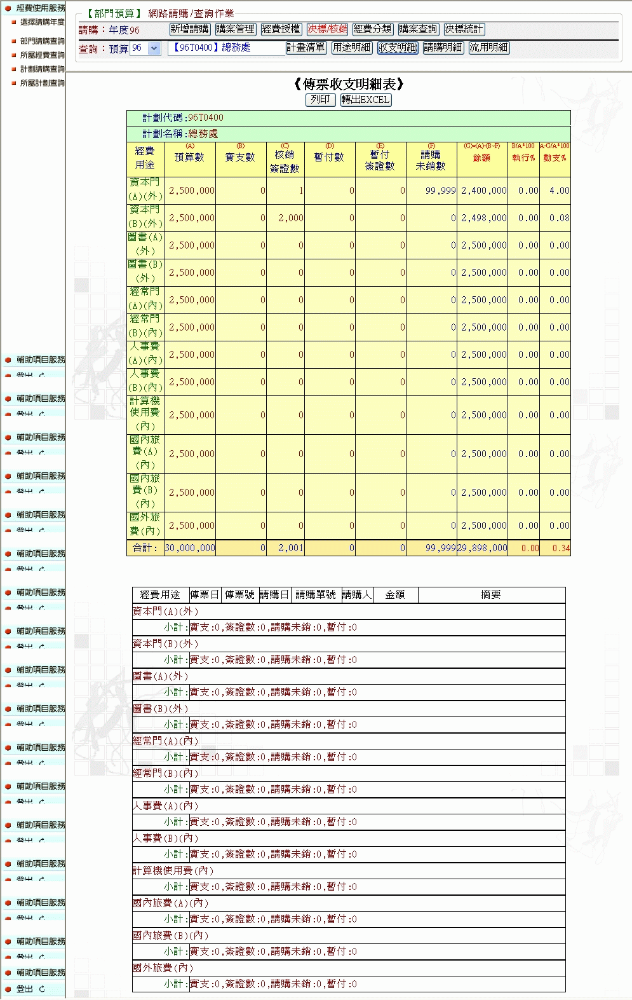 經費使用服務
選擇請購年度
部門請購查詢
所屬經費查詢
計劃請購查詢
所屬計劃查詢
【部門預算】 網路請購/查詢作業
請購：年度96 新增請購 購案管理 經費授權 決標/核銷 經費分類 購案查詢 決標統計
查詢：預算 96 【96T0400】總務處 計畫清單 用途明細 收支明細 請購明細 流用明細
《傳票收支明細表》
列印 轉出EXCEL
計劃代碼:96T0400
計劃名稱:總務處
經費用途 (A)預算數 (B)實支數 (C)核銷簽證數 (D)暫付數 (E)暫付簽證數 (F)請購未銷數 (G)=(A)-(B~F)餘額 B/A*100執行% A-G/A*100動支%
資本門(A)(外) 2,500,000 0 1 0 0 99,999 2,400,000 0.00 4.00
資本門(B)(外) 2,500,000 0 2,000 0 0 0 2,498,000 0.00 0.08
圖書(A)(外) 2,500,000 0 0 0 0 0 2,500,000 0.00 0.00
圖書(B)(外) 2,500,000 0 0 0 0 0 2,500,000 0.00 0.00
經常門(A)(內) 2,500,000 0 0 0 0 0 2,500,000 0.00 0.00
經常門(B)(內) 2,500,000 0 0 0 0 0 2,500,000 0.00 0.00
人事費(A)(內) 2,500,000 0 0 0 0 0 2,500,000 0.00 0.00
人事費(B)(內) 2,500,000 0 0 0 0 0 2,500,000 0.00 0.00
計算機使用費(內) 2,500,000 0 0 0 0 0 2,500,000 0.00 0.00
國內旅費(A)(內) 2,500,000 0 0 0 0 0 2,500,000 0.00 0.00
國內旅費(B)(內) 2,500,000 0 0 0 0 0 2,500,000 0.00 0.00
國外旅費(內) 2,500,000 0 0 0 0 0 2,500,000 0.00 0.00
合計: 30,000,000 0 2,001 0 0 99,999 29,898,000 0.00 0.34
經費用途 傳票日 傳票號 請購日 請購單號 請購人 金額 摘要
資本門(A)(外)
小計:實支:0,簽證數:0,請購未銷:0,暫付:0
資本門(B)(外)
小計:實支:0,簽證數:0,請購未銷:0,暫付:0
圖書(A)(外)
小計:實支:0,簽證數:0,請購未銷:0,暫付:0
圖書(B)(外)
小計:實支:0,簽證數:0,請購未銷:0,暫付:0
經常門(A)(內)
小計:實支:0,簽證數:0,請購未銷:0,暫付:0
經常門(B)(內)
小計:實支:0,簽證數:0,請購未銷:0,暫付:0
人事費(A)(內)
小計:實支:0,簽證數:0,請購未銷:0,暫付:0
人事費(B)(內)
小計:實支:0,簽證數:0,請購未銷:0,暫付:0
計算機使用費(內)
小計:實支:0,簽證數:0,請購未銷:0,暫付:0
國內旅費(A)(內)
小計:實支:0,簽證數:0,請購未銷:0,暫付:0
國內旅費(B)(內)
小計:實支:0,簽證數:0,請購未銷:0,暫付:0
國外旅費(內)
小計:實支:0,簽證數:0,請購未銷:0,暫付:0
輔助項目服務
登出
輔助項目服務
登出
輔助項目服務
登出
輔助項目服務
登出
輔助項目服務
登出
輔助項目服務
登出
輔助項目服務
登出
輔助項目服務
登出
輔助項目服務
登出
輔助項目服務
登出
輔助項目服務
登出
輔助項目服務
登出
輔助項目服務
登出
輔助項目服務
登出
輔助項目服務
登出
輔助項目服務
登出
輔助項目服務
登出